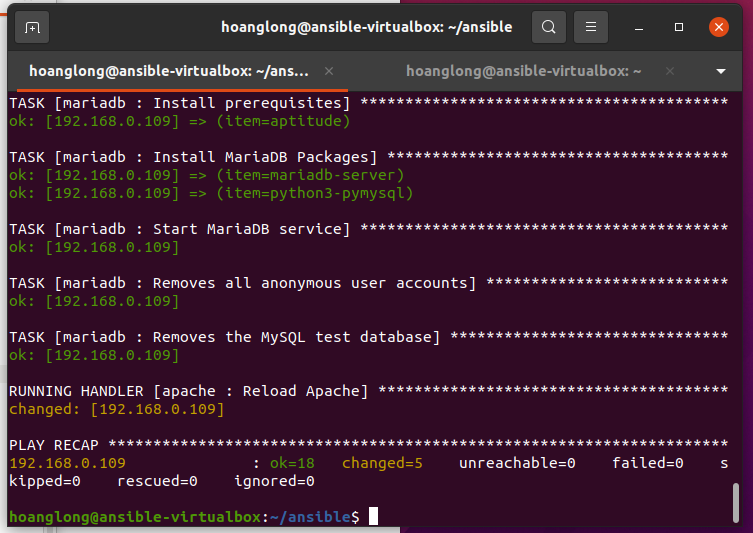 hoanglong@ansible-virtualbox: ~/ansible
hoanglong@ansible-virtualbox: ~/ans...
hoanglong@ansible-virtualbox: ~
TASK [mariadb : Install prerequisites] *****************************************
ok: [192.168.0.109] => (item=aptitude)
TASK [mariadb : Install MariaDB Packages] **************************************
ok: [192.168.0.109] => (item=mariadb-server)
ok: [192.168.0.109] => (item=python3-pymysql)
TASK [mariadb : Start MariaDB service] *****************************************
ok: [192.168.0.109]
TASK [mariadb : Removes all anonymous user accounts] ***************************
ok: [192.168.0.109]
TASK [mariadb : Removes the MySQL test database] *******************************
ok: [192.168.0.109]
RUNNING HANDLER [apache : Reload Apache] ***************************************
changed: [192.168.0.109]
PLAY RECAP *********************************************************************
192.168.0.109              : ok=18   changed=5    unreachable=0    failed=0    s
kipped=0    rescued=0    ignored=0
hoanglong@ansible-virtualbox:~/ansible$